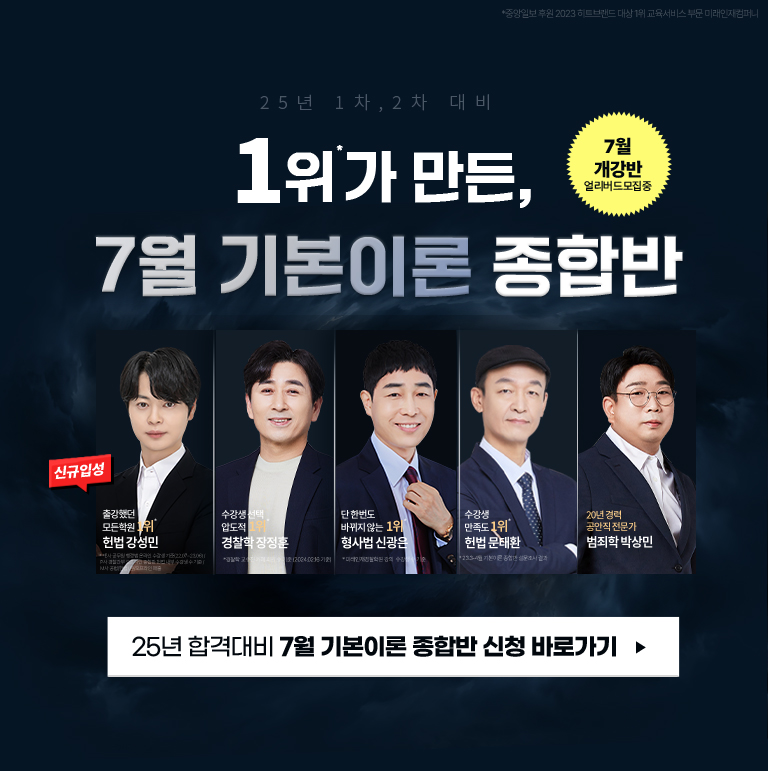 *중앙일보 후원 2023 히트브랜드 대상 1위 교육서비스 부문 미래인재컴퍼니
25년 1차,2차 대비
1위*가 만든,
7월
개강반
얼리버드 모집중
7월 기본이론 종합반
신규입성
출강했던
모든학원 1위*
헌법 강성민
수강생 선택
압도적 1위*
경찰학 장정훈
*경찰학
(2024.02.16 기준)
단 한번도
바뀌지 않는 1위*
형사법 신광은
수강생
만족도 1위*
헌법 문태환
20년 경력
공안직 전문가
범죄학 박상민
25년 합격대비 7월 기본이론 종합반 신청 바로가기